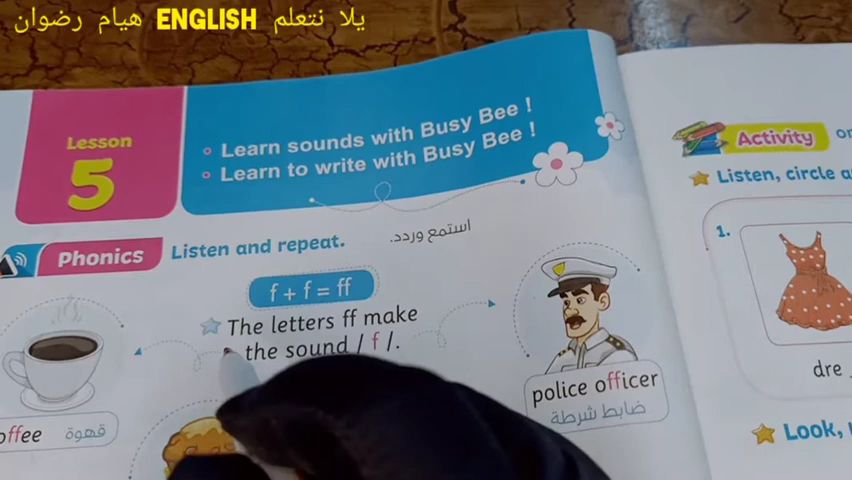 يلا نتعلم ENGLISH هيام رضوان
Lesson
5
• Learn sounds with Busy Bee !
• Learn to write with Busy Bee !
Phonics
Listen and repeat.
استمع وردد.
f + f = ff
The letters ff make
the sound / f /.
police officer
ضابط شرطة
قهوة
Activity
Listen, circle
1.
dre
Look,